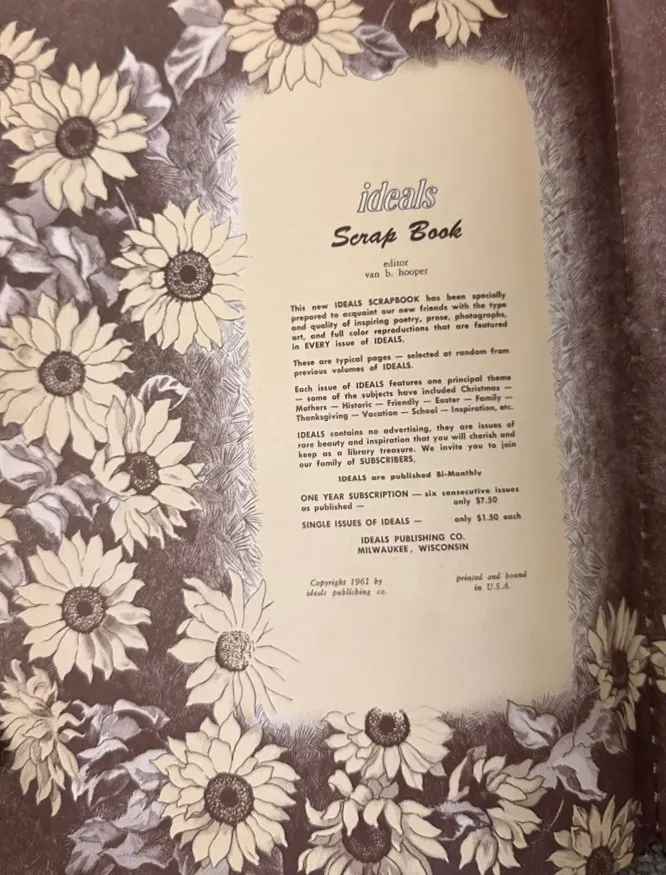 ideals
Scrap Book
editor
van b. hooper
This new IDEALS SCRAPBOOK has been specially
prepared to acquaint our new friends with the type
and quality of inspiring poetry, prose, photographs,
art, and full color reproductions that are featured
in EVERY issue of IDEALS.
These are typical pages — selected at random from
previous volumes of IDEALS.
Each issue of IDEALS features one principal theme
— some of the subjects have included Christmas —
Mothers — Historic — Friendly — Easter — Family —
Thanksgiving — Vacation — School — Inspiration, etc.
IDEALS contains no advertising, they are issues of
rare beauty and inspiration that you will cherish and
keep as a library treasure. We invite you to join
our family of SUBSCRIBERS.
IDEALS are published Bi-Monthly
ONE YEAR SUBSCRIPTION — six consecutive issues
as published — only $7.50
SINGLE ISSUES OF IDEALS — only $1.50 each
IDEALS PUBLISHING CO.
MILWAUKEE, WISCONSIN
Copyright 1961 by
ideals publishing co.
printed and bound
in U.S.A.